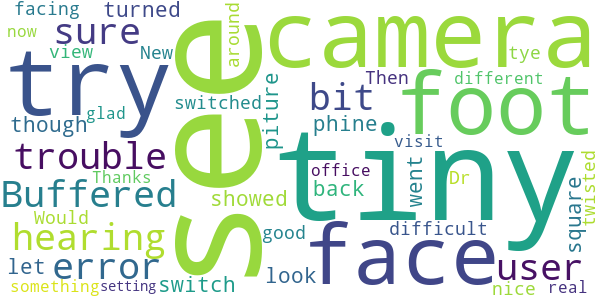 facing turned
now sure
view New
try
switched
though glad
trouble
Thanks
Buffered
Would
hearing
let error
something setting switch
see
around
camera
piture
bit
Then
tye
different
phine
foot
visit
tiny
office
back
went
Dr
showed
twisted
square
good
difficult
look
face
user
nice real